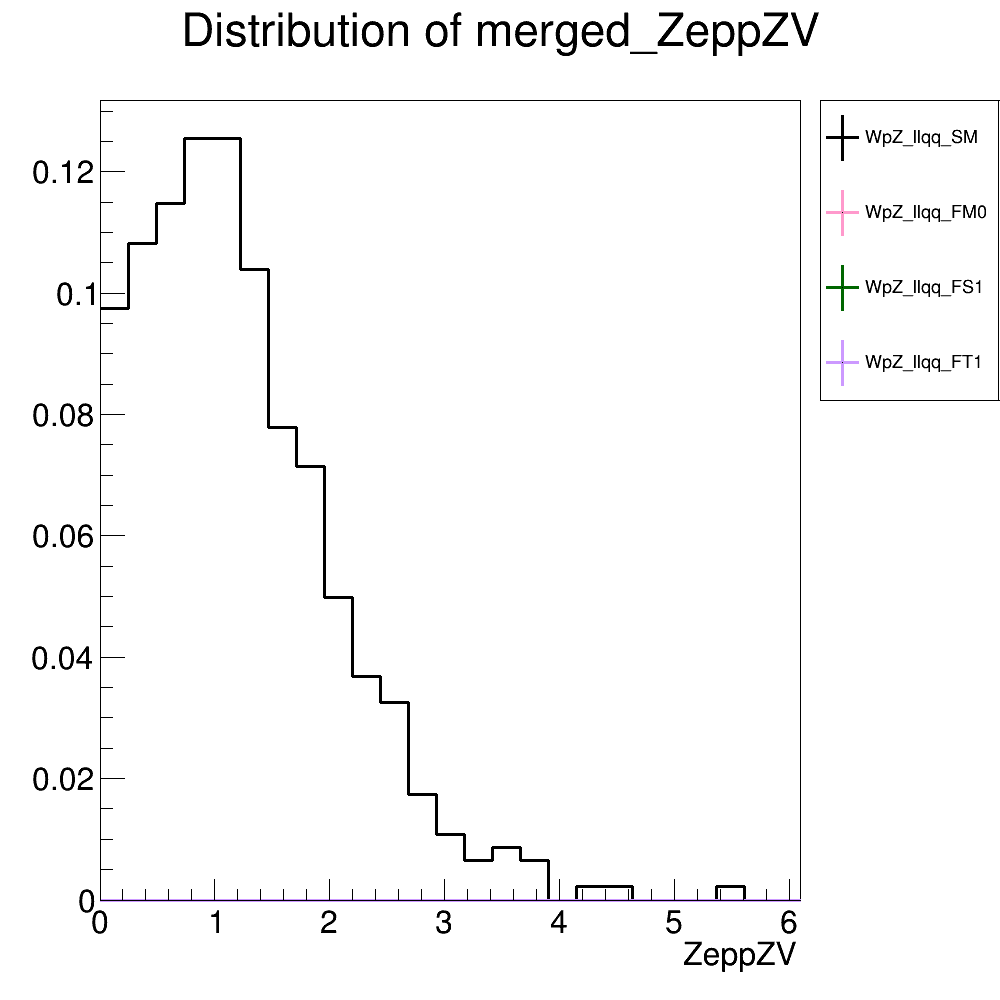 Distribution of merged_ZeppZV
0.12
0.1
0.08
0.06
0.04
0.02
0
0 1 2 3 4 5 6
ZeppZV
WpZ_llqq_SM
WpZ_llqq_FM0
WpZ_llqq_FS1
WpZ_llqq_FT1